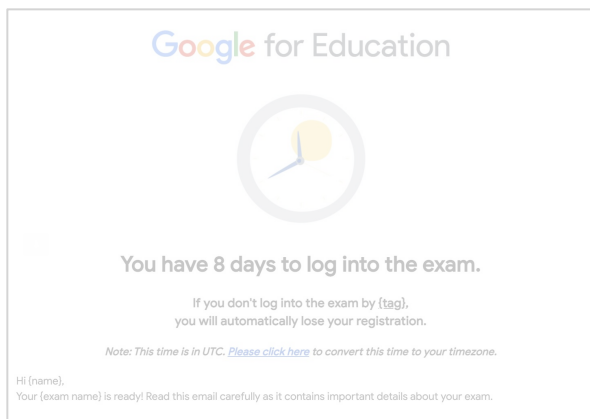 Google for Education
You have 8 days to log into the exam.
If you don't log into the exam by {tag},
you will automatically lose your registration.
Note: This time is in UTC. Please click here to convert this time to your timezone.
Hi {name},
Your {exam name} is ready! Read this email carefully as it contains important details about your exam.